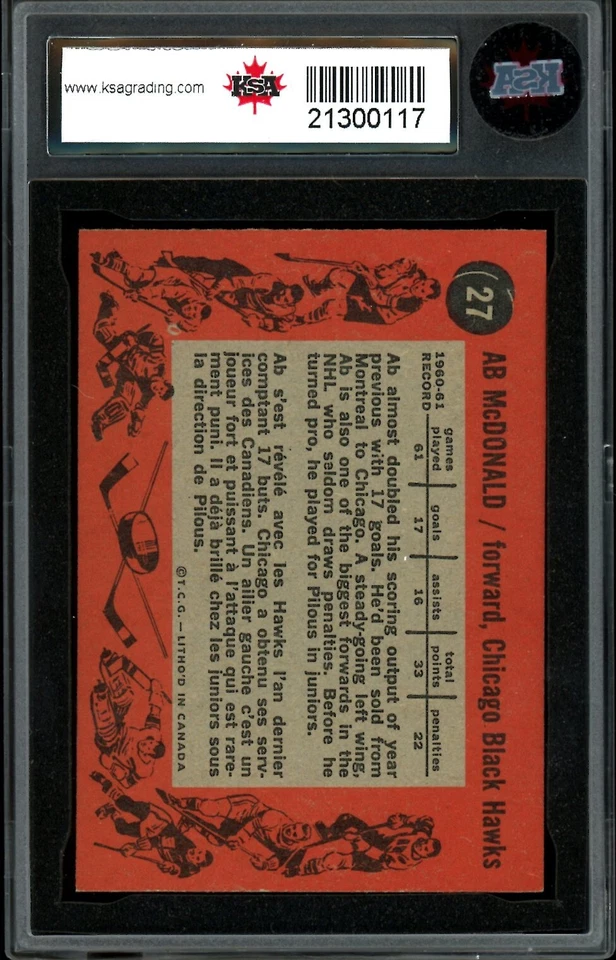 www.ksagrading.com
KSA
21300117
KSA
27
AB McDONALD / forward, Chicago Black Hawks
1960-61 RECORD
games played
goals
assists
total points
penalties
61 17 16 33 22
Ab almost doubled his scoring output of year
previous with 17 goals. He'd been sold from
Montreal to Chicago. A steady-going left wing,
Ab is also one of the biggest forwards in the
NHL who seldom draws penalties. Before he
turned pro, he played for Pilous in juniors.
Ab s'est révélé avec les Hawks l'an dernier
comptant 17 buts. Chicago a obtenu ses serv-
ices des Canadiens. Un ailier gauche c'est un
joueur fort et puissant à l'attaque qui est rare-
ment puni. Il a déjà brillé chez les juniors sous
la direction de Pilous.
©T.C.G.—LITHO'D IN CANADA